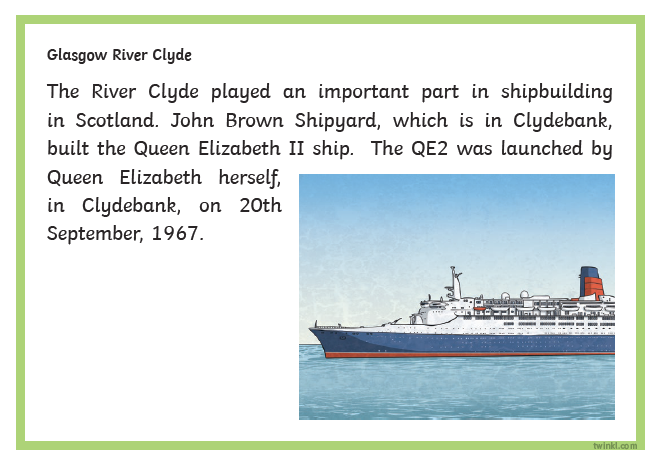 Glasgow River Clyde
The River Clyde played an important part in shipbuilding
in Scotland. John Brown Shipyard, which is in Clydebank,
built the Queen Elizabeth II ship. The QE2 was launched by
Queen Elizabeth herself,
in Clydebank, on 20th
September, 1967.
twinkl.com